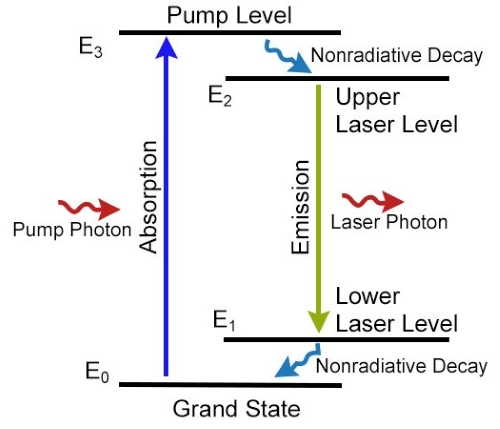 Pump Level
E3
Nonradiative Decay
E2
Upper
Laser Level
Absorption
Emission
Pump Photon
Laser Photon
Lower
Laser Level
E1
Nonradiative Decay
E0
Grand State